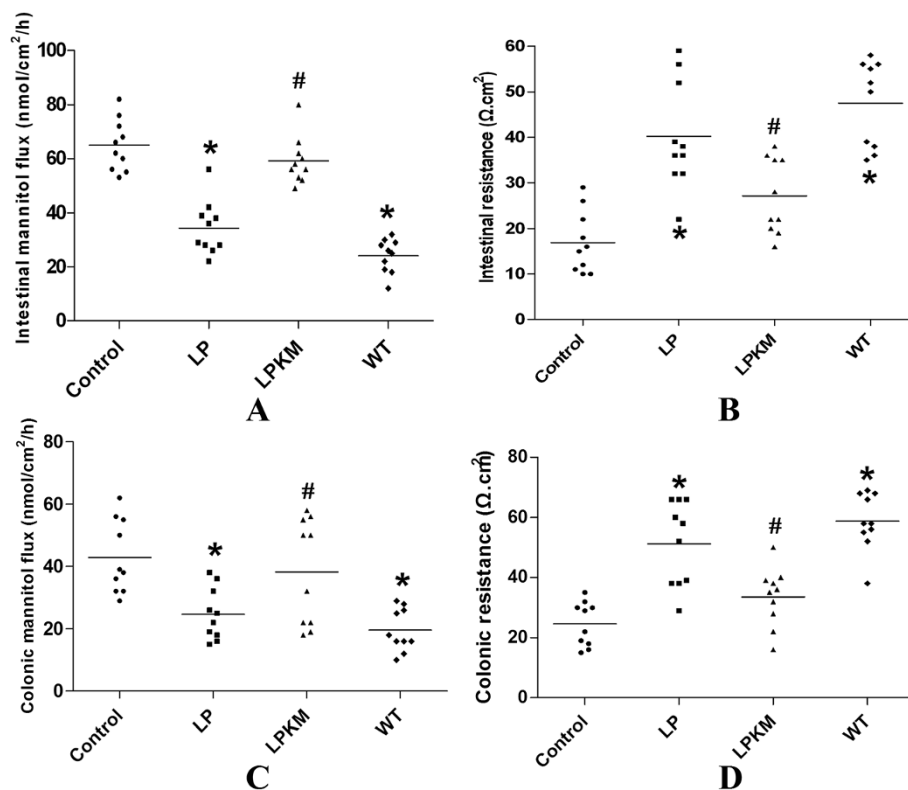 Intestinal mannitol flux (nmol/cm²/h)
100
80
60
40
20
0
*
#
*
Control
LP
LPKM
WT
A
Intestinal resistance (Ω.cm²)
60
50
40
30
20
10
0
*
#
*
Control
LP
LPKM
WT
B
Colonic mannitol flux (nmol/cm²/h)
80
60
40
20
0
*
#
*
Control
LP
LPKM
WT
C
Colonic resistance (Ω.cm²)
80
60
40
20
0
*
#
*
Control
LP
LPKM
WT
D